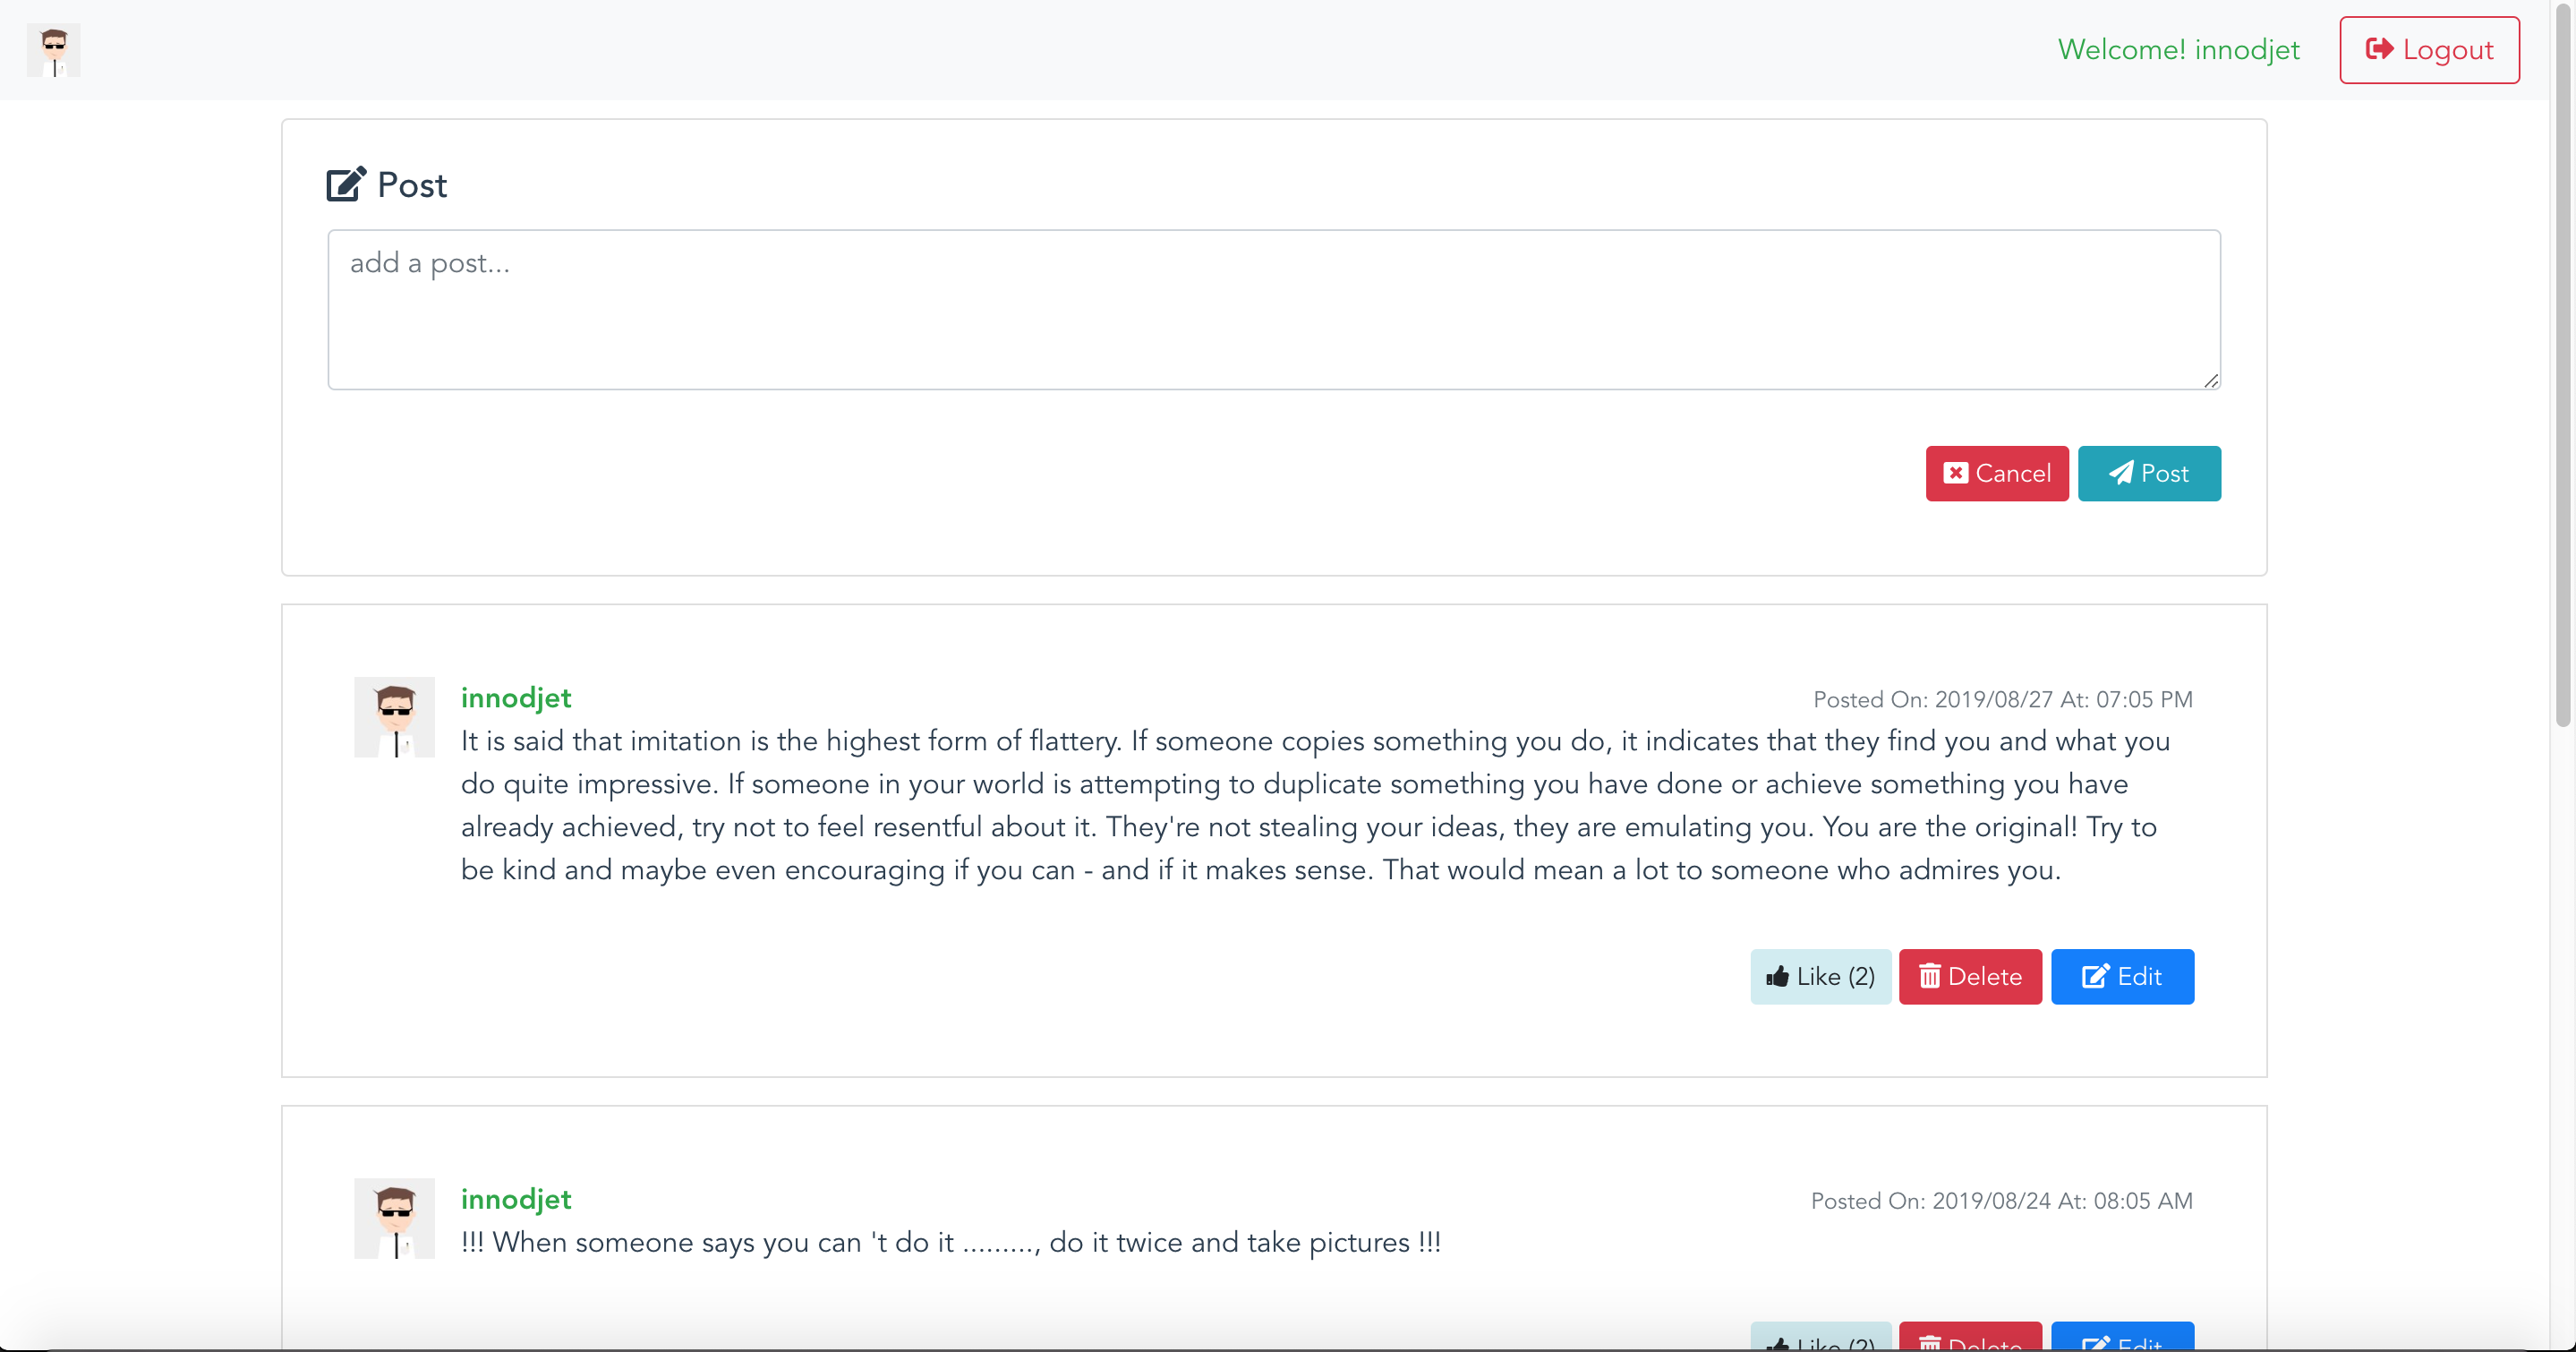 Welcome! innodjet
Logout
Post
add a post...
Cancel
Post
innodjet
Posted On: 2019/08/27 At: 07:05 PM
It is said that imitation is the highest form of flattery. If someone copies something you do, it indicates that they find you and what you
do quite impressive. If someone in your world is attempting to duplicate something you have done or achieve something you have
already achieved, try not to feel resentful about it. They're not stealing your ideas, they are emulating you. You are the original! Try to
be kind and maybe even encouraging if you can - and if it makes sense. That would mean a lot to someone who admires you.
Like (2)
Delete
Edit
innodjet
Posted On: 2019/08/24 At: 08:05 AM
!!! When someone says you can 't do it ........., do it twice and take pictures !!!
Like (2)
Delete
Edit